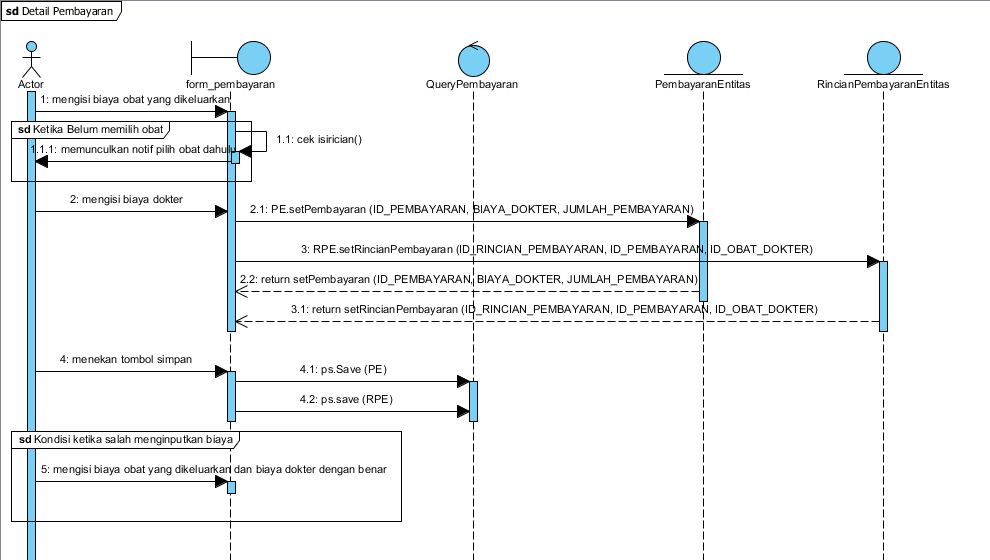 sd Detail Pembayaran
Actor
form_pembayaran
QueryPembayaran
PembayaranEntitas
RincianPembayaranEntitas
1: mengisi biaya obat yang dikeluarkan
sd Ketika Belum memilih obat
1.1: cek isirician()
1.1.1: memunculkan notif pilih obat dahulu
2: mengisi biaya dokter
2.1: PE.setPembayaran (ID_PEMBAYARAN, BIAYA_DOKTER, JUMLAH_PEMBAYARAN)
3: RPE.setRincianPembayaran (ID_RINCIAN_PEMBAYARAN, ID_PEMBAYARAN, ID_OBAT_DOKTER)
2.2: return setPembayaran (ID_PEMBAYARAN, BIAYA_DOKTER, JUMLAH_PEMBAYARAN)
3.1: return setRincianPembayaran (ID_RINCIAN_PEMBAYARAN, ID_PEMBAYARAN, ID_OBAT_DOKTER)
4: menekan tombol simpan
4.1: ps.Save (PE)
4.2: ps.save (RPE)
sd Kondisi ketika salah menginputkan biaya
5: mengisi biaya obat yang dikeluarkan dan biaya dokter dengan benar